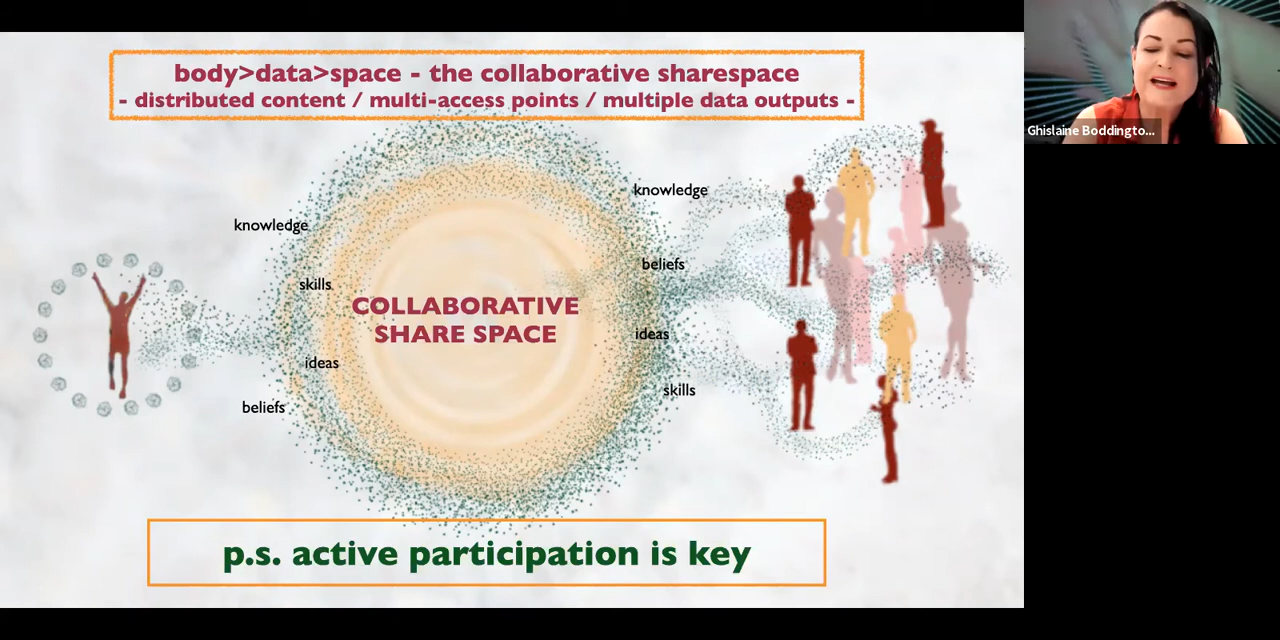 body>data>space - the collaborative sharespace
- distributed content / multi-access points / multiple data outputs -
knowledge
skills
ideas
beliefs
COLLABORATIVE
SHARE SPACE
knowledge
beliefs
ideas
skills
p.s. active participation is key
Ghislaine Boddingto...